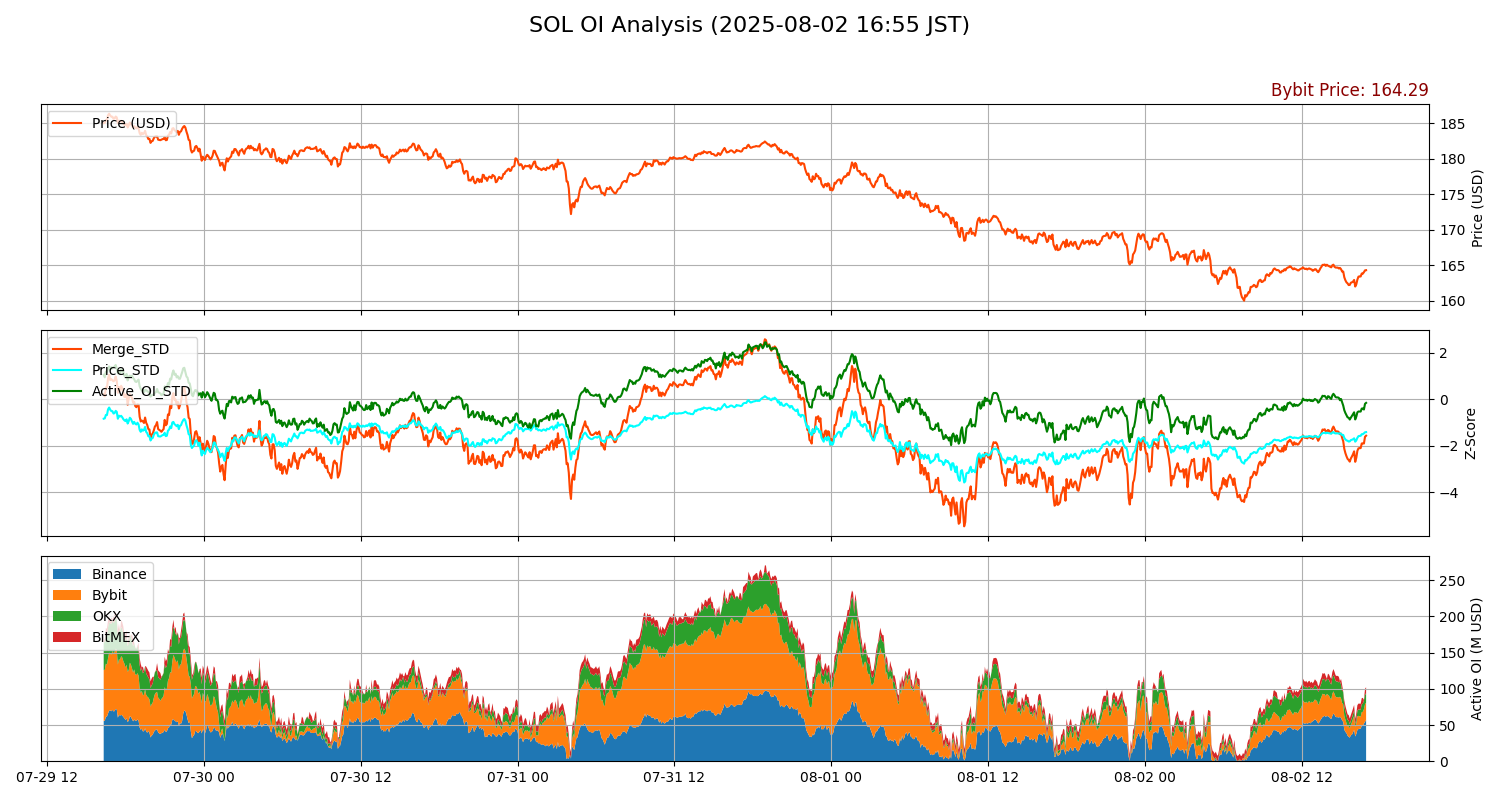 SOL OI Analysis (2025-08-02 16:55 JST)
Bybit Price: 164.29
Price (USD)
185
180
175
170
165
160
Price (USD)
Merge_STD
Price_STD
Active_OI_STD
2
0
−2
−4
Z-Score
Binance
Bybit
OKX
BitMEX
250
200
150
100
50
0
Active OI (M USD)
07-29 12
07-30 00
07-30 12
07-31 00
07-31 12
08-01 00
08-01 12
08-02 00
08-02 12